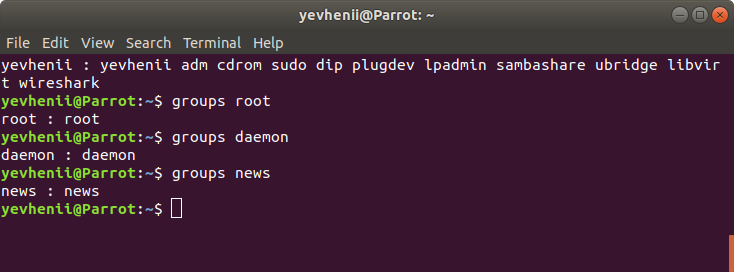 yevhenii@Parrot: ~
File Edit View Search Terminal Help
yevhenii : yevhenii adm cdrom sudo dip plugdev lpadmin sambashare ubridge libvir
t wireshark
yevhenii@Parrot:~$ groups root
root : root
yevhenii@Parrot:~$ groups daemon
daemon : daemon
yevhenii@Parrot:~$ groups news
news : news
yevhenii@Parrot:~$